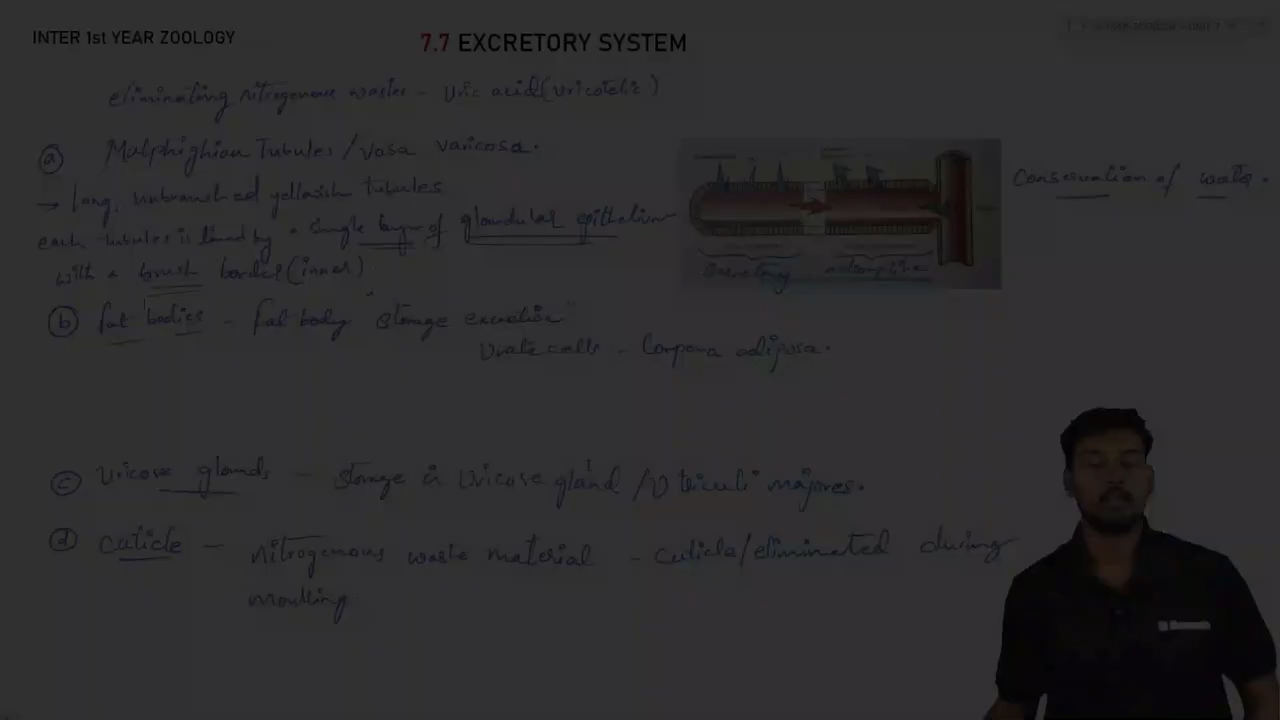 INTER 1st YEAR ZOOLOGY
7.7 EXCRETORY SYSTEM
eliminating nitrogenous wastes - Uric acid (uricotelic)
(a) Malphighian Tubules / Vasa varicosa.
→ long, unbranched yellowish tubules
each tubules is lined by a single layer of glandular epithelium
with a brush border (inner)
Conservation of water.
secretory absorptive
(b) fat bodies - fat body "storage excretion"
Urate cells - Corpora adiposa.
(c) Uricose glands - storage in Uricose gland / Utriculi majores.
(d) cuticle - nitrogenous waste material - cuticle/eliminated during
moulting